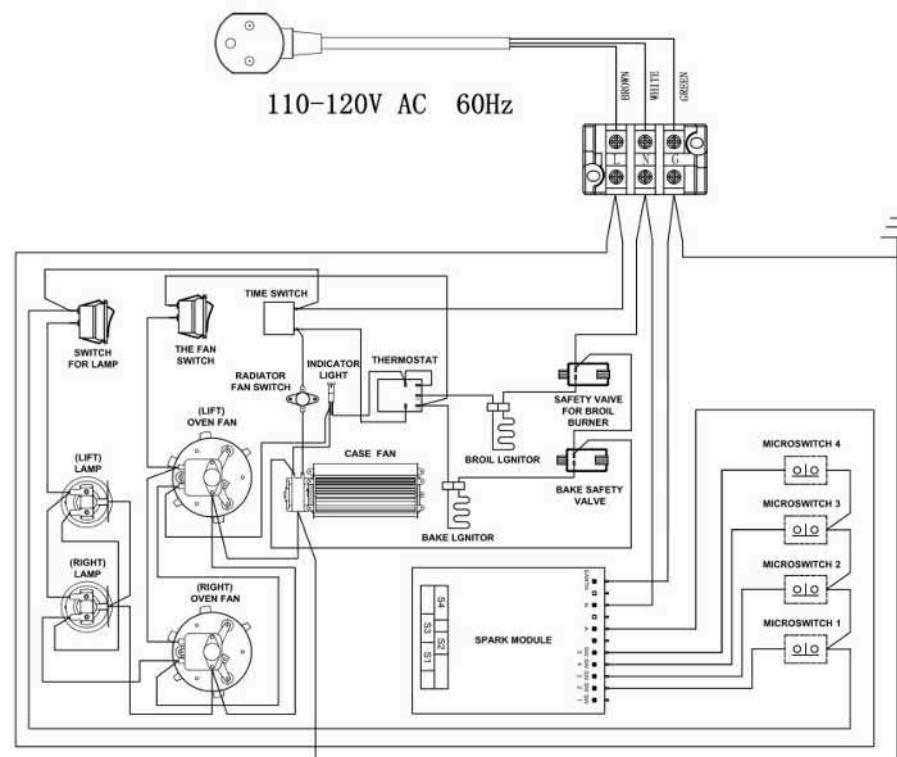 110-120V AC 60Hz
BROWN
WHITE
GREEN
L N G
TIME SWITCH
SWITCH
FOR LAMP
THE FAN
SWITCH
RADIATOR
FAN SWITCH
INDICATOR
LIGHT
THERMOSTAT
SAFETY VAIVE
FOR BROIL
BURNER
(LIFT)
OVEN FAN
CASE FAN
BROIL LGNITOR
MICROSWITCH 4
(LIFT)
LAMP
BAKE SAFETY
VALVE
MICROSWITCH 3
BAKE LGNITOR
(RIGHT)
LAMP
(RIGHT)
OVEN FAN
MICROSWITCH 2
MICROSWITCH 1
SPARK MODULE
S4
S3
S2
S1
N